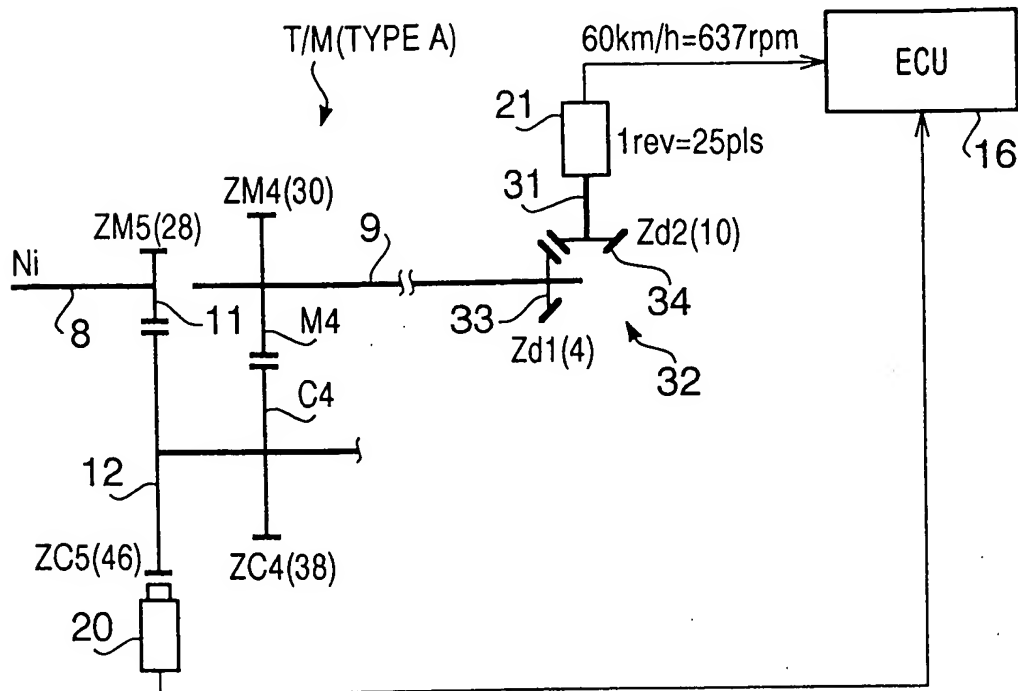 T/M(TYPE A)
60km/h=637rpm
ECU
16
21
1rev=25pls
31
ZM4(30)
ZM5(28)
9
Zd2(10)
Ni
8
11
M4
33
34
Zd1(4)
32
C4
12
ZC5(46)
ZC4(38)
20